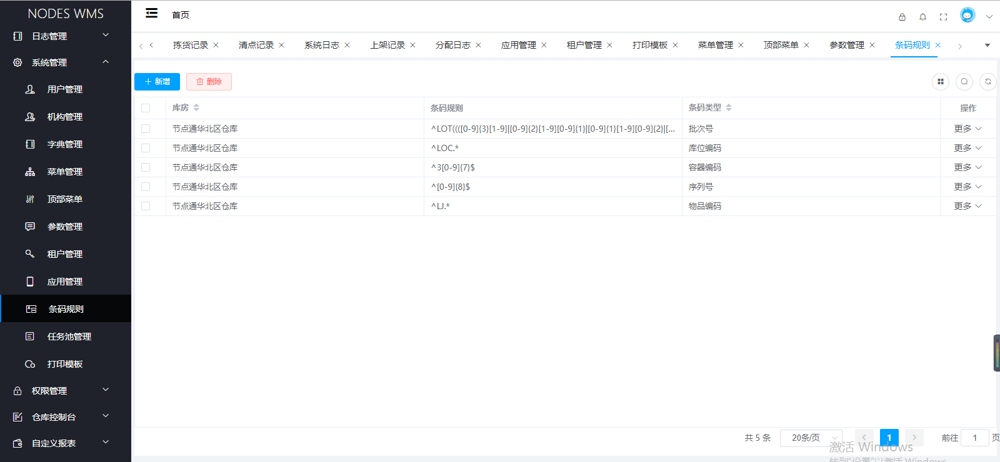 NODES WMS
首页
日志管理
系统管理
用户管理
机构管理
字典管理
菜单管理
顶部菜单
参数管理
租户管理
应用管理
条码规则
任务池管理
打印模板
权限管理
仓库控制台
自定义报表
拣货记录 清点记录 系统日志 上架记录 分配日志 应用管理 租户管理 打印模板 菜单管理 顶部菜单 参数管理 条码规则
新增 删除
库房 条码规则 条码类型 操作
节点通华北区仓库 ^LOT((([0-9]{3}[1-9]|[0-9]{2}[1-9][0-9]{1}|[0-9]{1}[1-9][0-9]{2}|[... 批次号 更多
节点通华北区仓库 ^LOC.* 库位编码 更多
节点通华北区仓库 ^3[0-9]{7}$ 容器编码 更多
节点通华北区仓库 ^[0-9]{8}$ 序列号 更多
节点通华北区仓库 ^LJ.* 物品编码 更多
共 5 条 20条/页 1 前往 1 页
激活 Windows
转到"设置"以激活 Windows